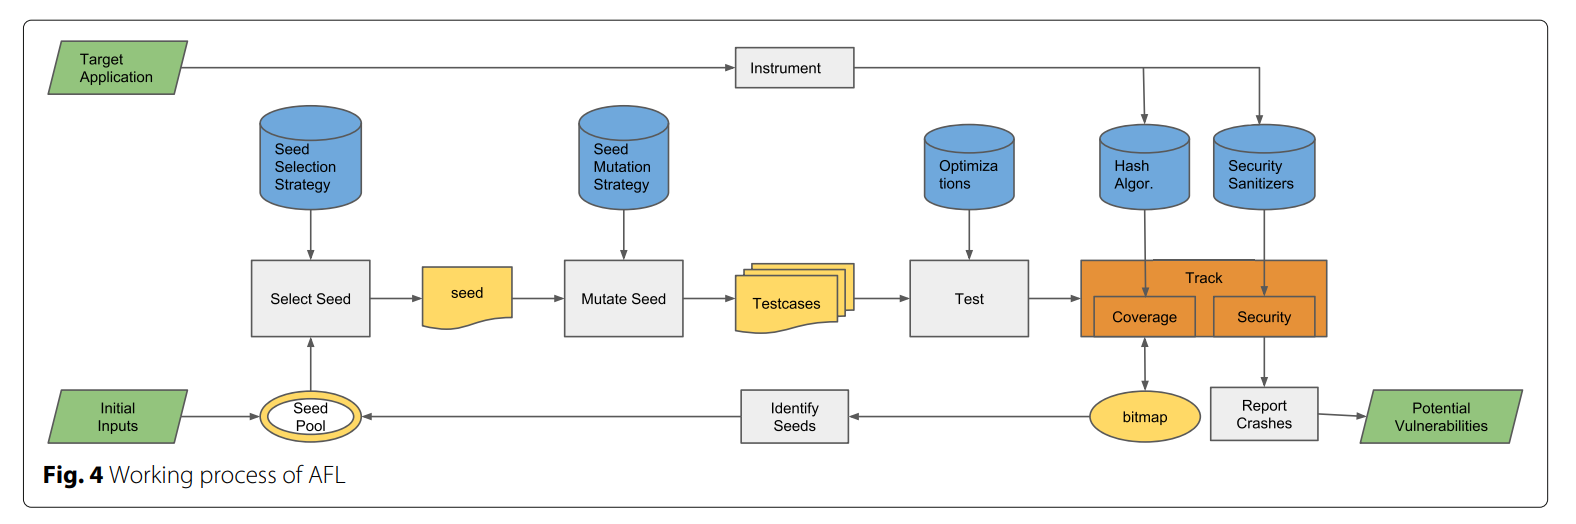 Target
Application
Instrument
Seed
Selection
Strategy
Seed
Mutation
Strategy
Optimiza
tions
Hash
Algor.
Security
Sanitizers
Select Seed
seed
Mutate Seed
Testcases
Test
Track
Coverage
Security
Initial
Inputs
Seed
Pool
Identify
Seeds
bitmap
Report
Crashes
Potential
Vulnerabilities
Fig. 4 Working process of AFL